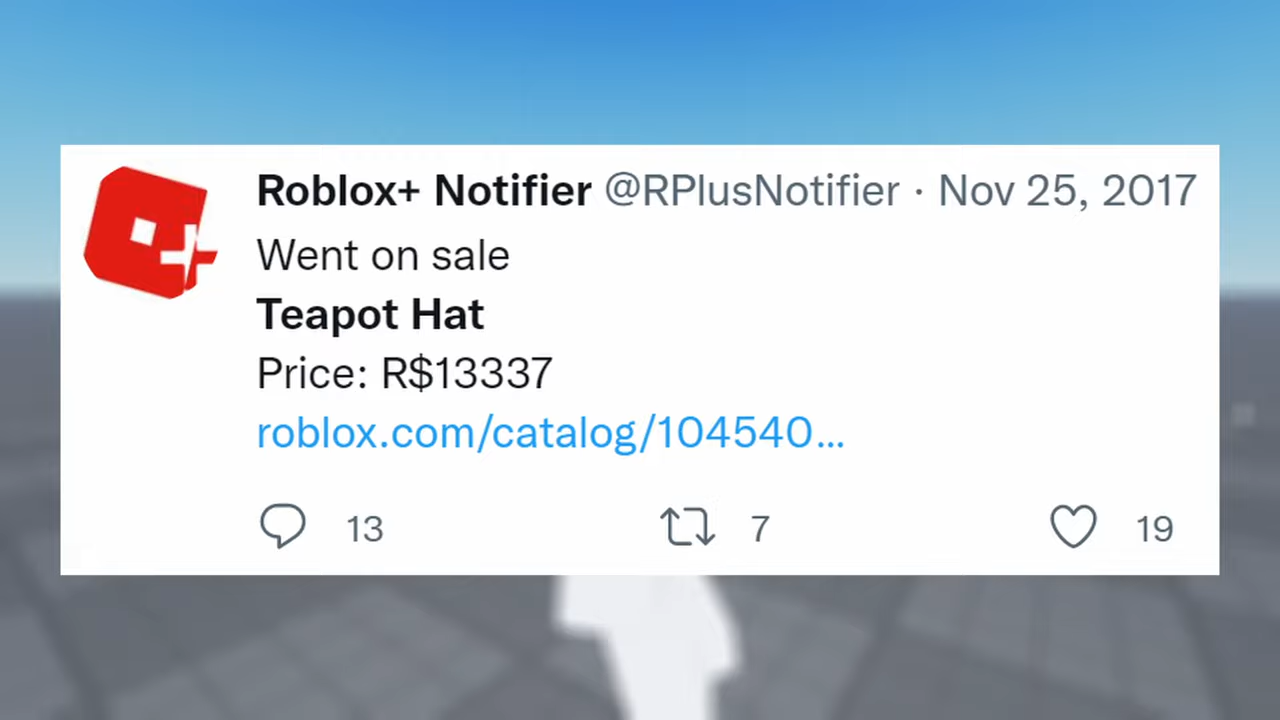 Roblox+ Notifier @RPlusNotifier · Nov 25, 2017
Went on sale
Teapot Hat
Price: R$13337
roblox.com/catalog/104540...
13 7 19